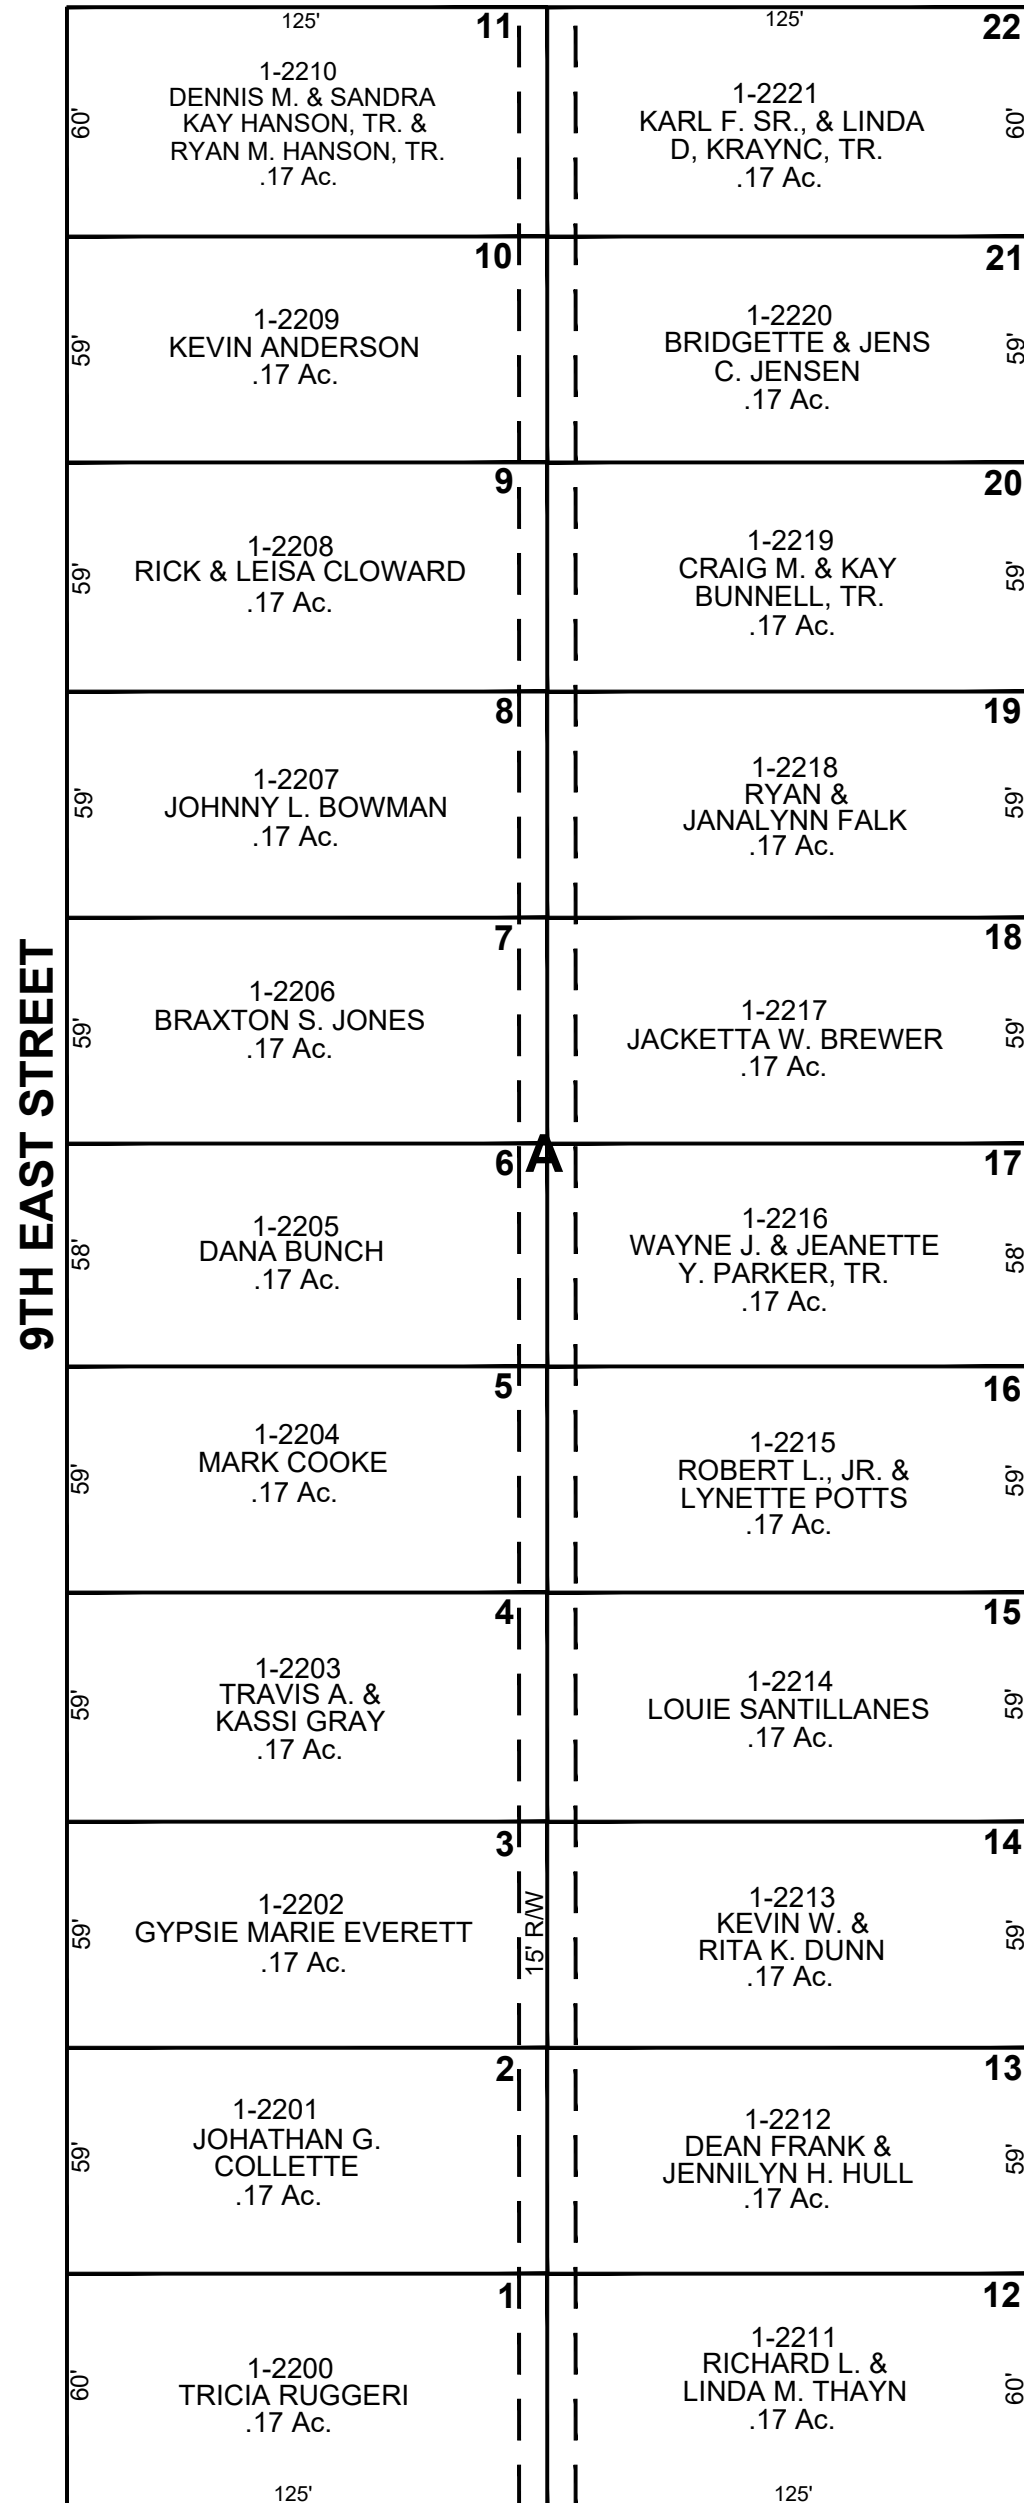 125'
11
1-2210
DENNIS M. & SANDRA
KAY HANSON, TR. &
RYAN M. HANSON, TR.
.17 Ac.
60'
125'
22
1-2221
KARL F. SR., & LINDA
D, KRAYNC, TR.
.17 Ac.
60'
10
1-2209
KEVIN ANDERSON
.17 Ac.
59'
21
1-2220
BRIDGETTE & JENS
C. JENSEN
.17 Ac.
59'
9
1-2208
RICK & LEISA CLOWARD
.17 Ac.
59'
20
1-2219
CRAIG M. & KAY
BUNNELL, TR.
.17 Ac.
59'
8
1-2207
JOHNNY L. BOWMAN
.17 Ac.
59'
19
1-2218
RYAN &
JANALYNN FALK
.17 Ac.
59'
9TH EAST STREET
7
1-2206
BRAXTON S. JONES
.17 Ac.
59'
18
1-2217
JACKETTA W. BREWER
.17 Ac.
59'
A
6
1-2205
DANA BUNCH
.17 Ac.
58'
17
1-2216
WAYNE J. & JEANETTE
Y. PARKER, TR.
.17 Ac.
58'
5
1-2204
MARK COOKE
.17 Ac.
59'
16
1-2215
ROBERT L., JR. &
LYNETTE POTTS
.17 Ac.
59'
4
1-2203
TRAVIS A. &
KASSI GRAY
.17 Ac.
59'
15
1-2214
LOUIE SANTILLANES
.17 Ac.
59'
3
1-2202
GYPSIE MARIE EVERETT
.17 Ac.
59'
15' R/W
14
1-2213
KEVIN W. &
RITA K. DUNN
.17 Ac.
59'
2
1-2201
JOHATHAN G.
COLLETTE
.17 Ac.
59'
13
1-2212
DEAN FRANK &
JENNILYN H. HULL
.17 Ac.
59'
1
1-2200
TRICIA RUGGERI
.17 Ac.
60'
125'
12
1-2211
RICHARD L. &
LINDA M. THAYN
.17 Ac.
60'
125'